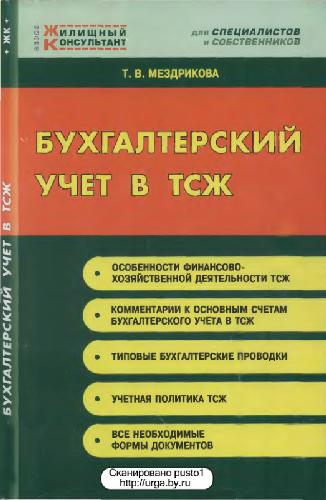 + ЖК +
БУХГАЛТЕРСКИЙ УЧЕТ В ТСЖ
ЖИЛИЩНЫЙ
КОНСУЛЬТАНТ
ДЛЯ СПЕЦИАЛИСТОВ
И СОБСТВЕННИКОВ
Т. В. МЕЗДРИКОВА
БУХГАЛТЕРСКИЙ
УЧЕТ В ТСЖ
ОСОБЕННОСТИ ФИНАНСОВО-
ХОЗЯЙСТВЕННОЙ ДЕЯТЕЛЬНОСТИ ТСЖ
КОММЕНТАРИИ К ОСНОВНЫМ СЧЕТАМ
БУХГАЛТЕРСКОГО УЧЕТА В ТСЖ
ТИПОВЫЕ БУХГАЛТЕРСКИЕ ПРОВОДКИ
УЧЕТНАЯ ПОЛИТИКА ТСЖ
ВСЕ НЕОБХОДИМЫЕ
ФОРМЫ ДОКУМЕНТОВ
Сканировано pusto1
http://urga.by.ru